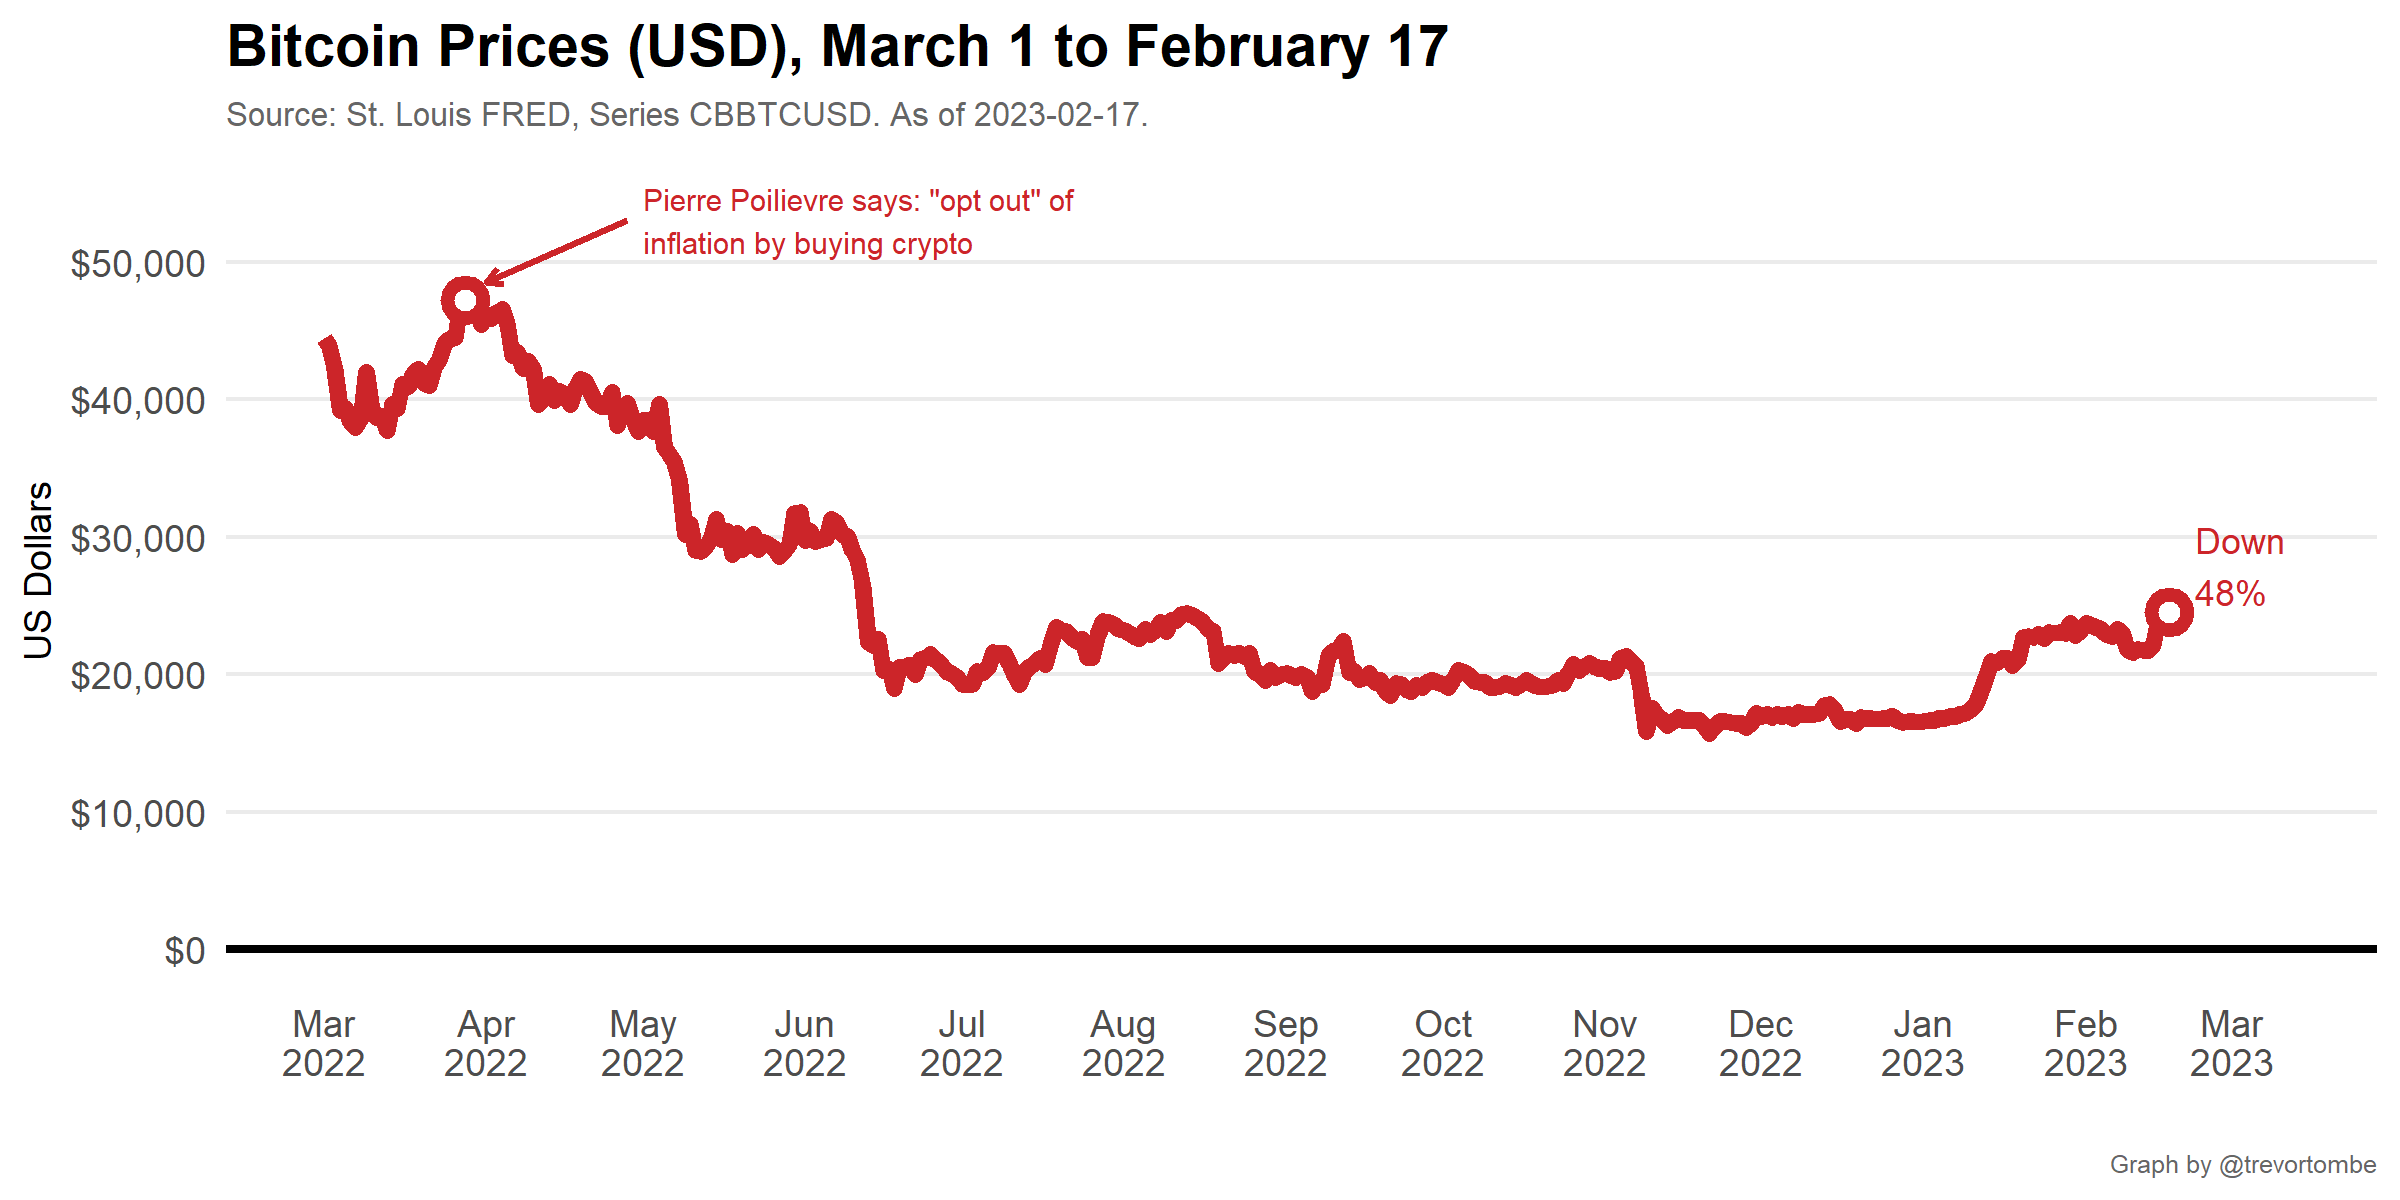 Bitcoin Prices (USD), March 1 to February 17
Source: St. Louis FRED, Series CBBTCUSD. As of 2023-02-17.
Pierre Poilievre says: "opt out" of
inflation by buying crypto
US Dollars
$50,000
$40,000
$30,000
$20,000
$10,000
$0
Down
48%
Mar Apr May Jun Jul Aug Sep Oct Nov Dec Jan Feb Mar
2022 2022 2022 2022 2022 2022 2022 2022 2022 2022 2023 2023 2023
Graph by @trevortombe